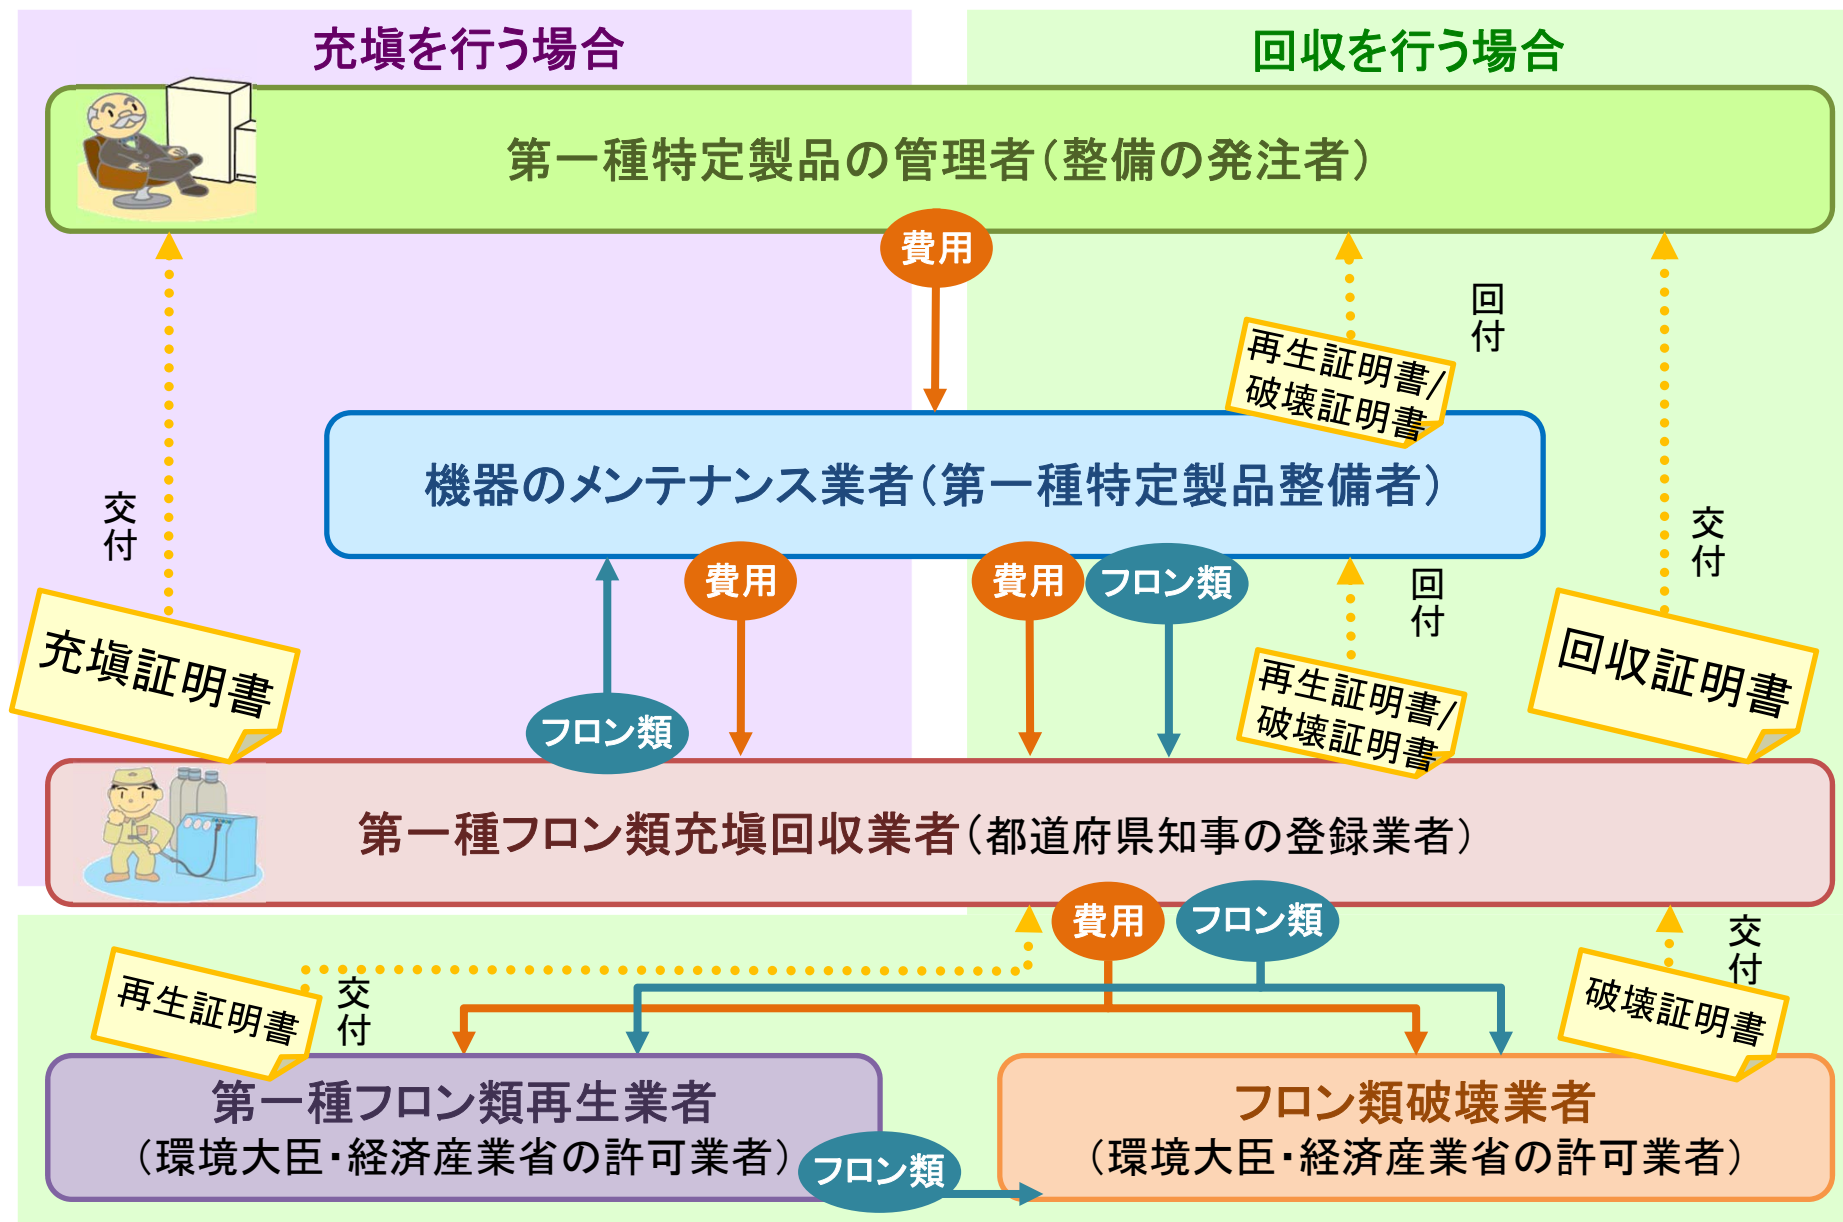 充塡を行う場合
回収を行う場合
第一種特定製品の管理者（整備の発注者）
費用
回
付
再生証明書/
破壊証明書
機器のメンテナンス業者（第一種特定製品整備者）
交
付
交
付
費用
費用
フロン類
回
付
充塡証明書
フロン類
再生証明書/
破壊証明書
回収証明書
第一種フロン類充塡回収業者（都道府県知事の登録業者）
費用
フロン類
再生証明書
交
付
交
付
破壊証明書
第一種フロン類再生業者
（環境大臣・経済産業省の許可業者）
フロン類
フロン類破壊業者
（環境大臣・経済産業省の許可業者）